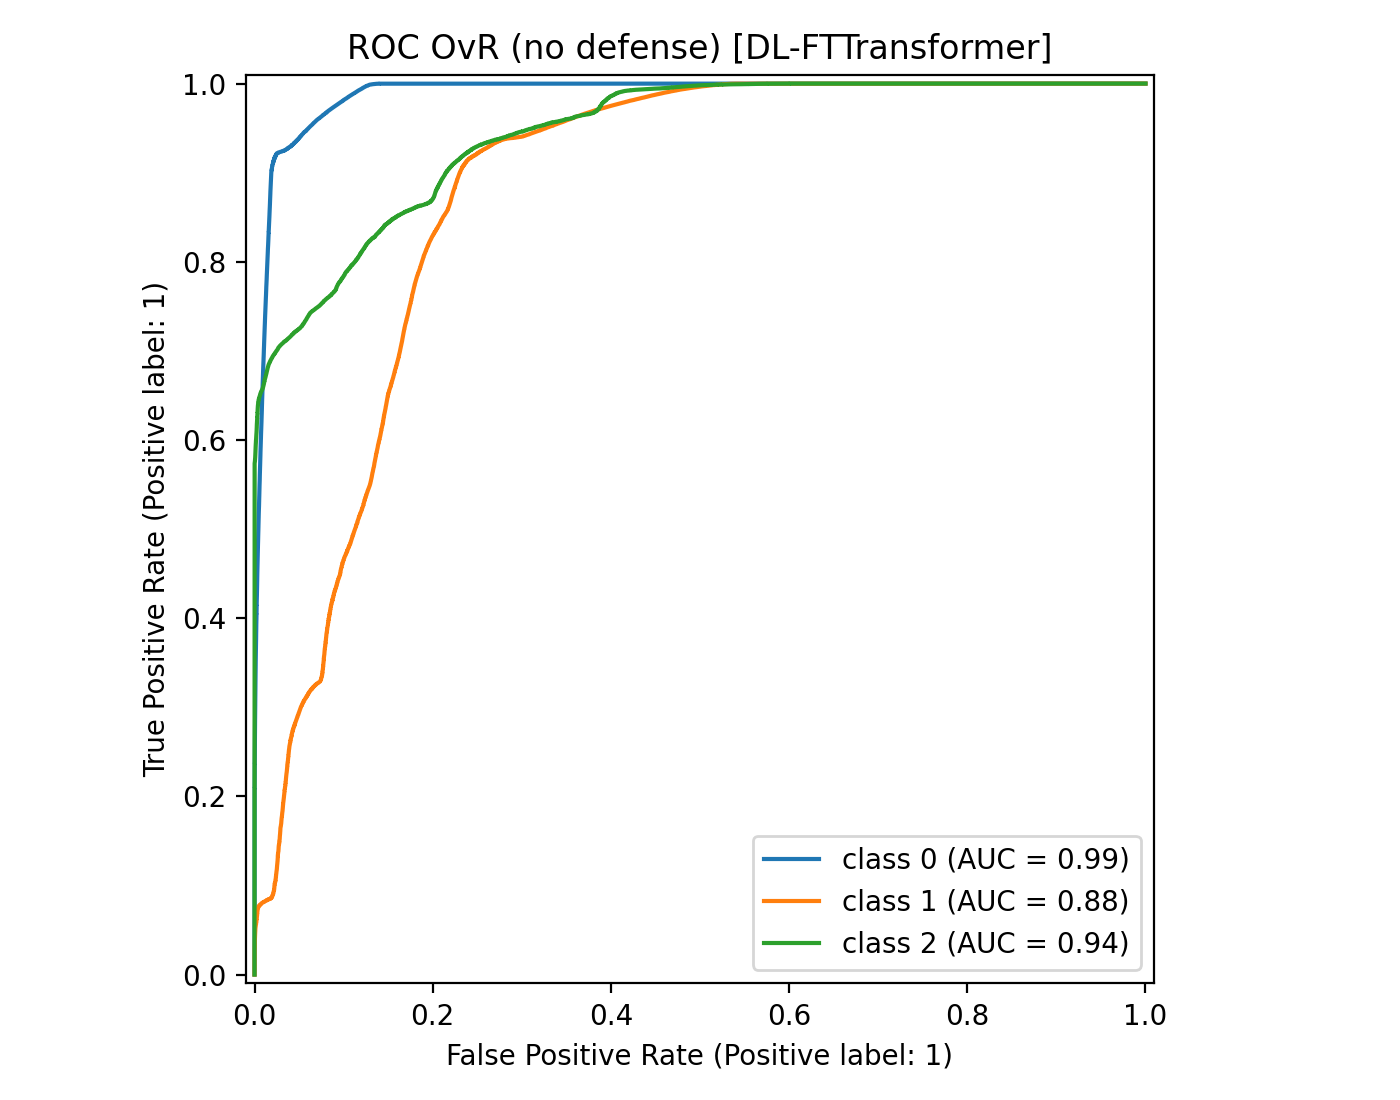 ROC OvR (no defense) [DL-FTTransformer]
True Positive Rate (Positive label: 1)
1.0
0.8
0.6
0.4
0.2
0.0
class 0 (AUC = 0.99)
class 1 (AUC = 0.88)
class 2 (AUC = 0.94)
0.0 0.2 0.4 0.6 0.8 1.0
False Positive Rate (Positive label: 1)